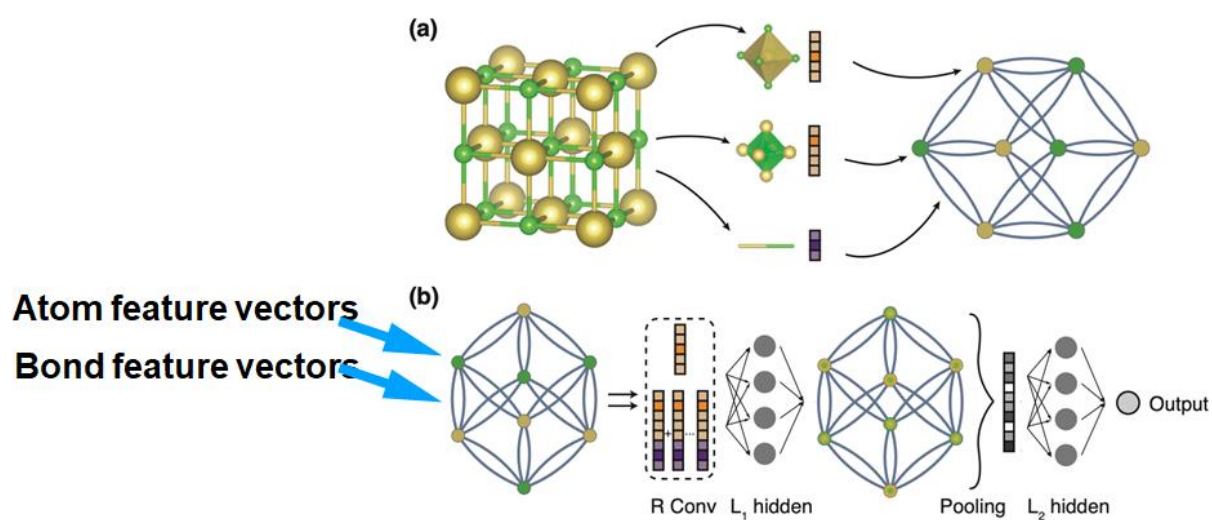 (a)
(b)
Atom feature vectors
Bond feature vectors
+ ...
Output
R Conv L₁ hidden Pooling L₂ hidden